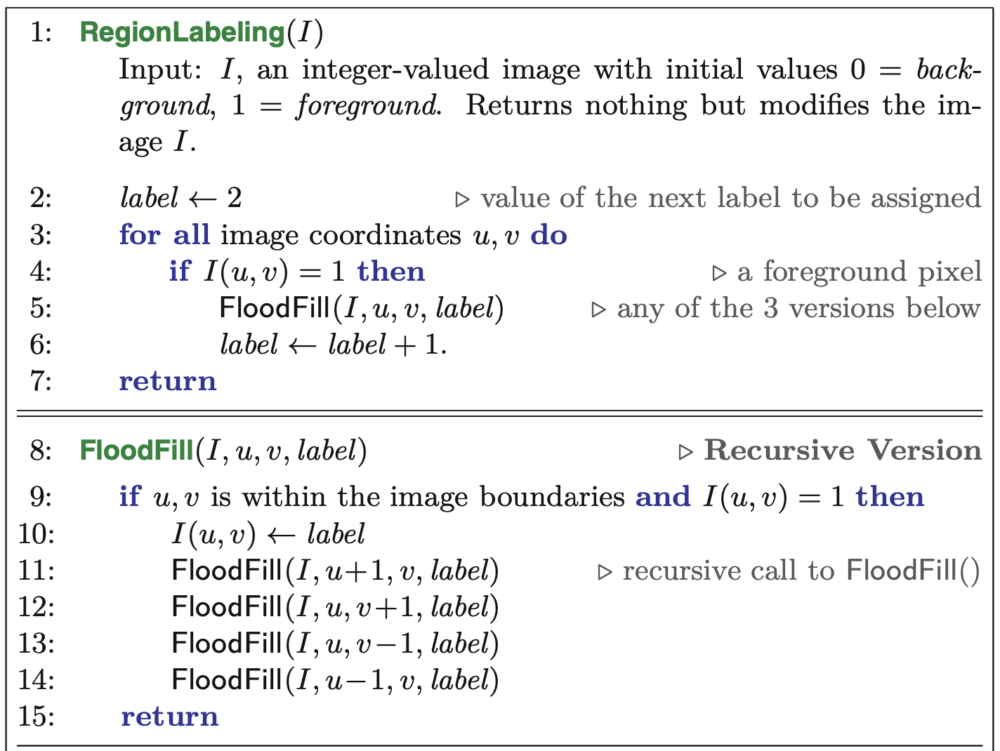 1: RegionLabeling(I)
Input: I, an integer-valued image with initial values 0 = back-
ground, 1 = foreground. Returns nothing but modifies the im-
age I.
2: label ← 2 ▷ value of the next label to be assigned
3: for all image coordinates u, v do
4: if I(u, v) = 1 then ▷ a foreground pixel
5: FloodFill(I, u, v, label) ▷ any of the 3 versions below
6: label ← label + 1.
7: return
8: FloodFill(I, u, v, label) ▷ Recursive Version
9: if u, v is within the image boundaries and I(u, v) = 1 then
10: I(u, v) ← label
11: FloodFill(I, u+1, v, label) ▷ recursive call to FloodFill()
12: FloodFill(I, u, v+1, label)
13: FloodFill(I, u, v−1, label)
14: FloodFill(I, u−1, v, label)
15: return